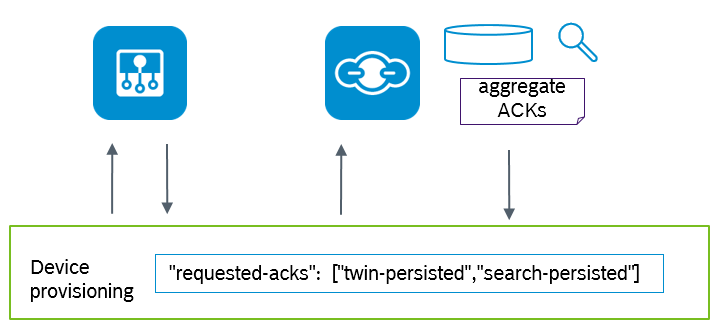 aggregate
ACKs
Device
provisioning
"requested-acks":  ["twin-persisted","search-persisted"]